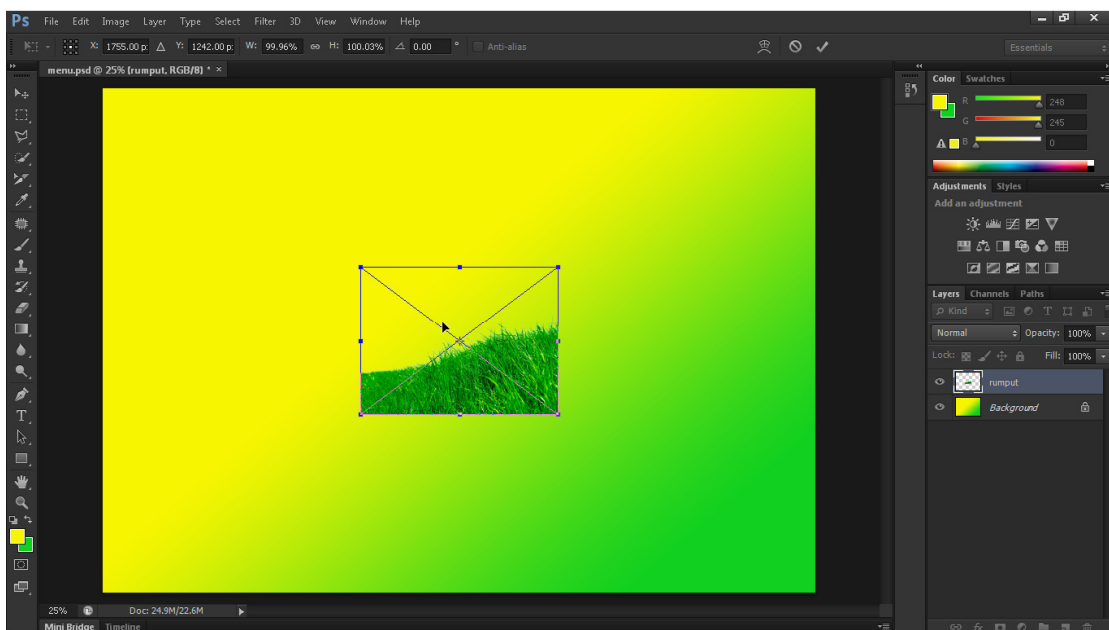 Ps File Edit Image Layer Type Select Filter 3D View Window Help
X: 1755.00 p: Y: 1242.00 p: W: 99.96% H: 100.03% 0.00 ° Anti-alias Essentials
menu.psd @ 25% (rumput, RGB/8) * ×
Color Swatches
R 248
G 245
B 0
Adjustments Styles
Add an adjustment
Layers Channels Paths
Kind
Normal Opacity: 100%
Lock: Fill: 100%
rumput
Background
25% Doc: 24.9M/22.6M
Mini Bridge Timeline